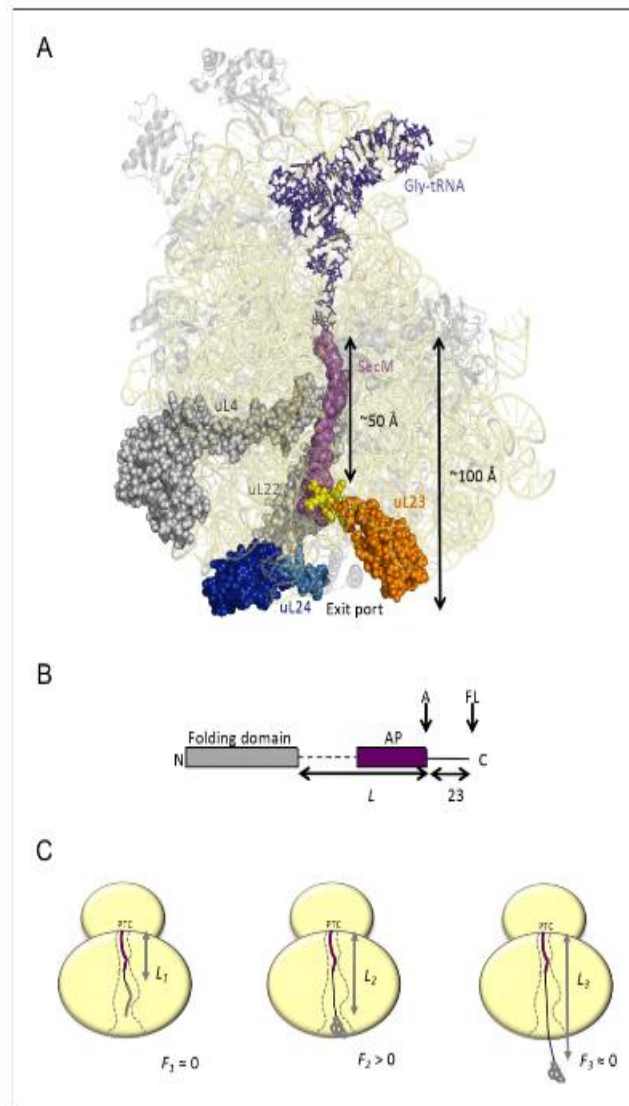 A
Gly-tRNA
SecM
uL4
~50 Å
~100 Å
uL22
uL23
uL24
Exit port
B
A
FL
Folding domain
AP
N
C
L
23
C
PTC
PTC
PTC
L1
L2
L3
F1 ≈ 0
F2 > 0
F3 ≈ 0